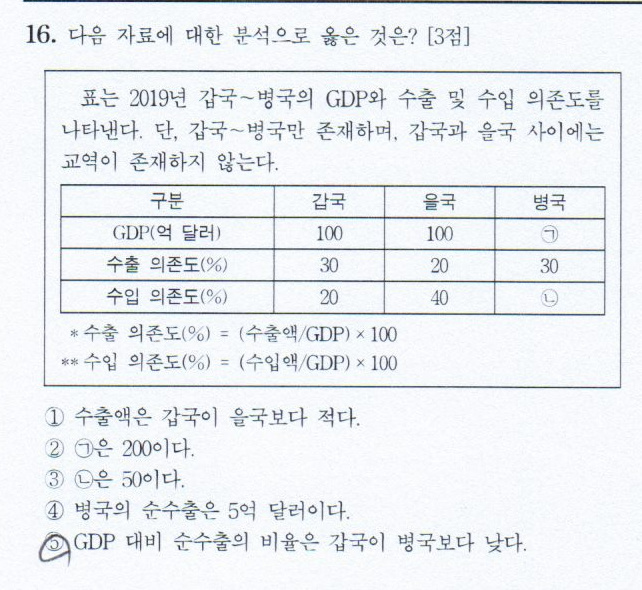 16. 다음 자료에 대한 분석으로 옳은 것은? [3점]
표는 2019년 갑국~병국의 GDP와 수출 및 수입 의존도를
나타낸다. 단, 갑국~병국만 존재하며, 갑국과 을국 사이에는
교역이 존재하지 않는다.
구분 갑국 을국 병국
GDP(억 달러) 100 100 ㉠
수출 의존도(%) 30 20 30
수입 의존도(%) 20 40 ㉡
* 수출 의존도(%) = (수출액/GDP) × 100
** 수입 의존도(%) = (수입액/GDP) × 100
① 수출액은 갑국이 을국보다 적다.
② ㉠은 200이다.
③ ㉡은 50이다.
④ 병국의 순수출은 5억 달러이다.
⑤ GDP 대비 순수출의 비율은 갑국이 병국보다 낮다.